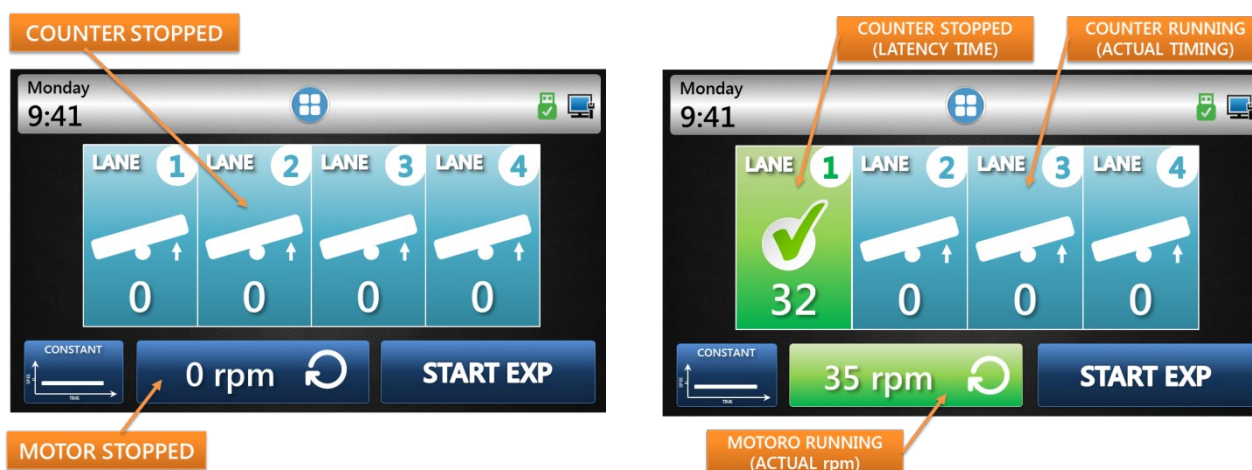 COUNTER STOPPED
Monday
9:41
LANE 1 LANE 2 LANE 3 LANE 4
0 0 0 0
CONSTANT
TIME
0 rpm
START EXP
MOTOR STOPPED
COUNTER STOPPED
(LATENCY TIME)
COUNTER RUNNING
(ACTUAL TIMING)
Monday
9:41
LANE 1 LANE 2 LANE 3 LANE 4
32 0 0 0
CONSTANT
TIME
35 rpm
START EXP
MOTORO RUNNING
(ACTUAL rpm)